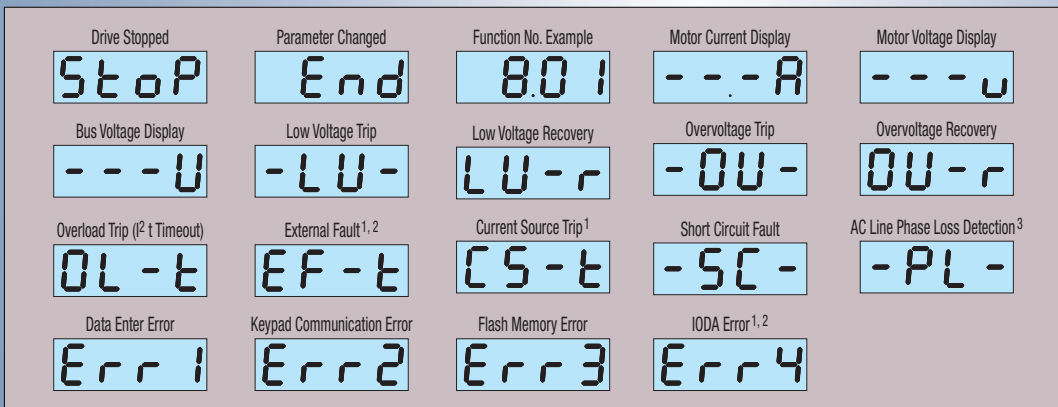 Drive Stopped
StoP
Parameter Changed
End
Function No. Example
8.01
Motor Current Display
---.-A
Motor Voltage Display
---u
Bus Voltage Display
---U
Low Voltage Trip
-LU-
Low Voltage Recovery
LU-r
Overvoltage Trip
-OU-
Overvoltage Recovery
OU-r
Overload Trip (I² t Timeout)
OL-t
External Fault¹, ²
EF-t
Current Source Trip¹
CS-t
Short Circuit Fault
-SC-
AC Line Phase Loss Detection³
-PL-
Data Enter Error
Err1
Keypad Communication Error
Err2
Flash Memory Error
Err3
IODA Error¹, ²
Err4